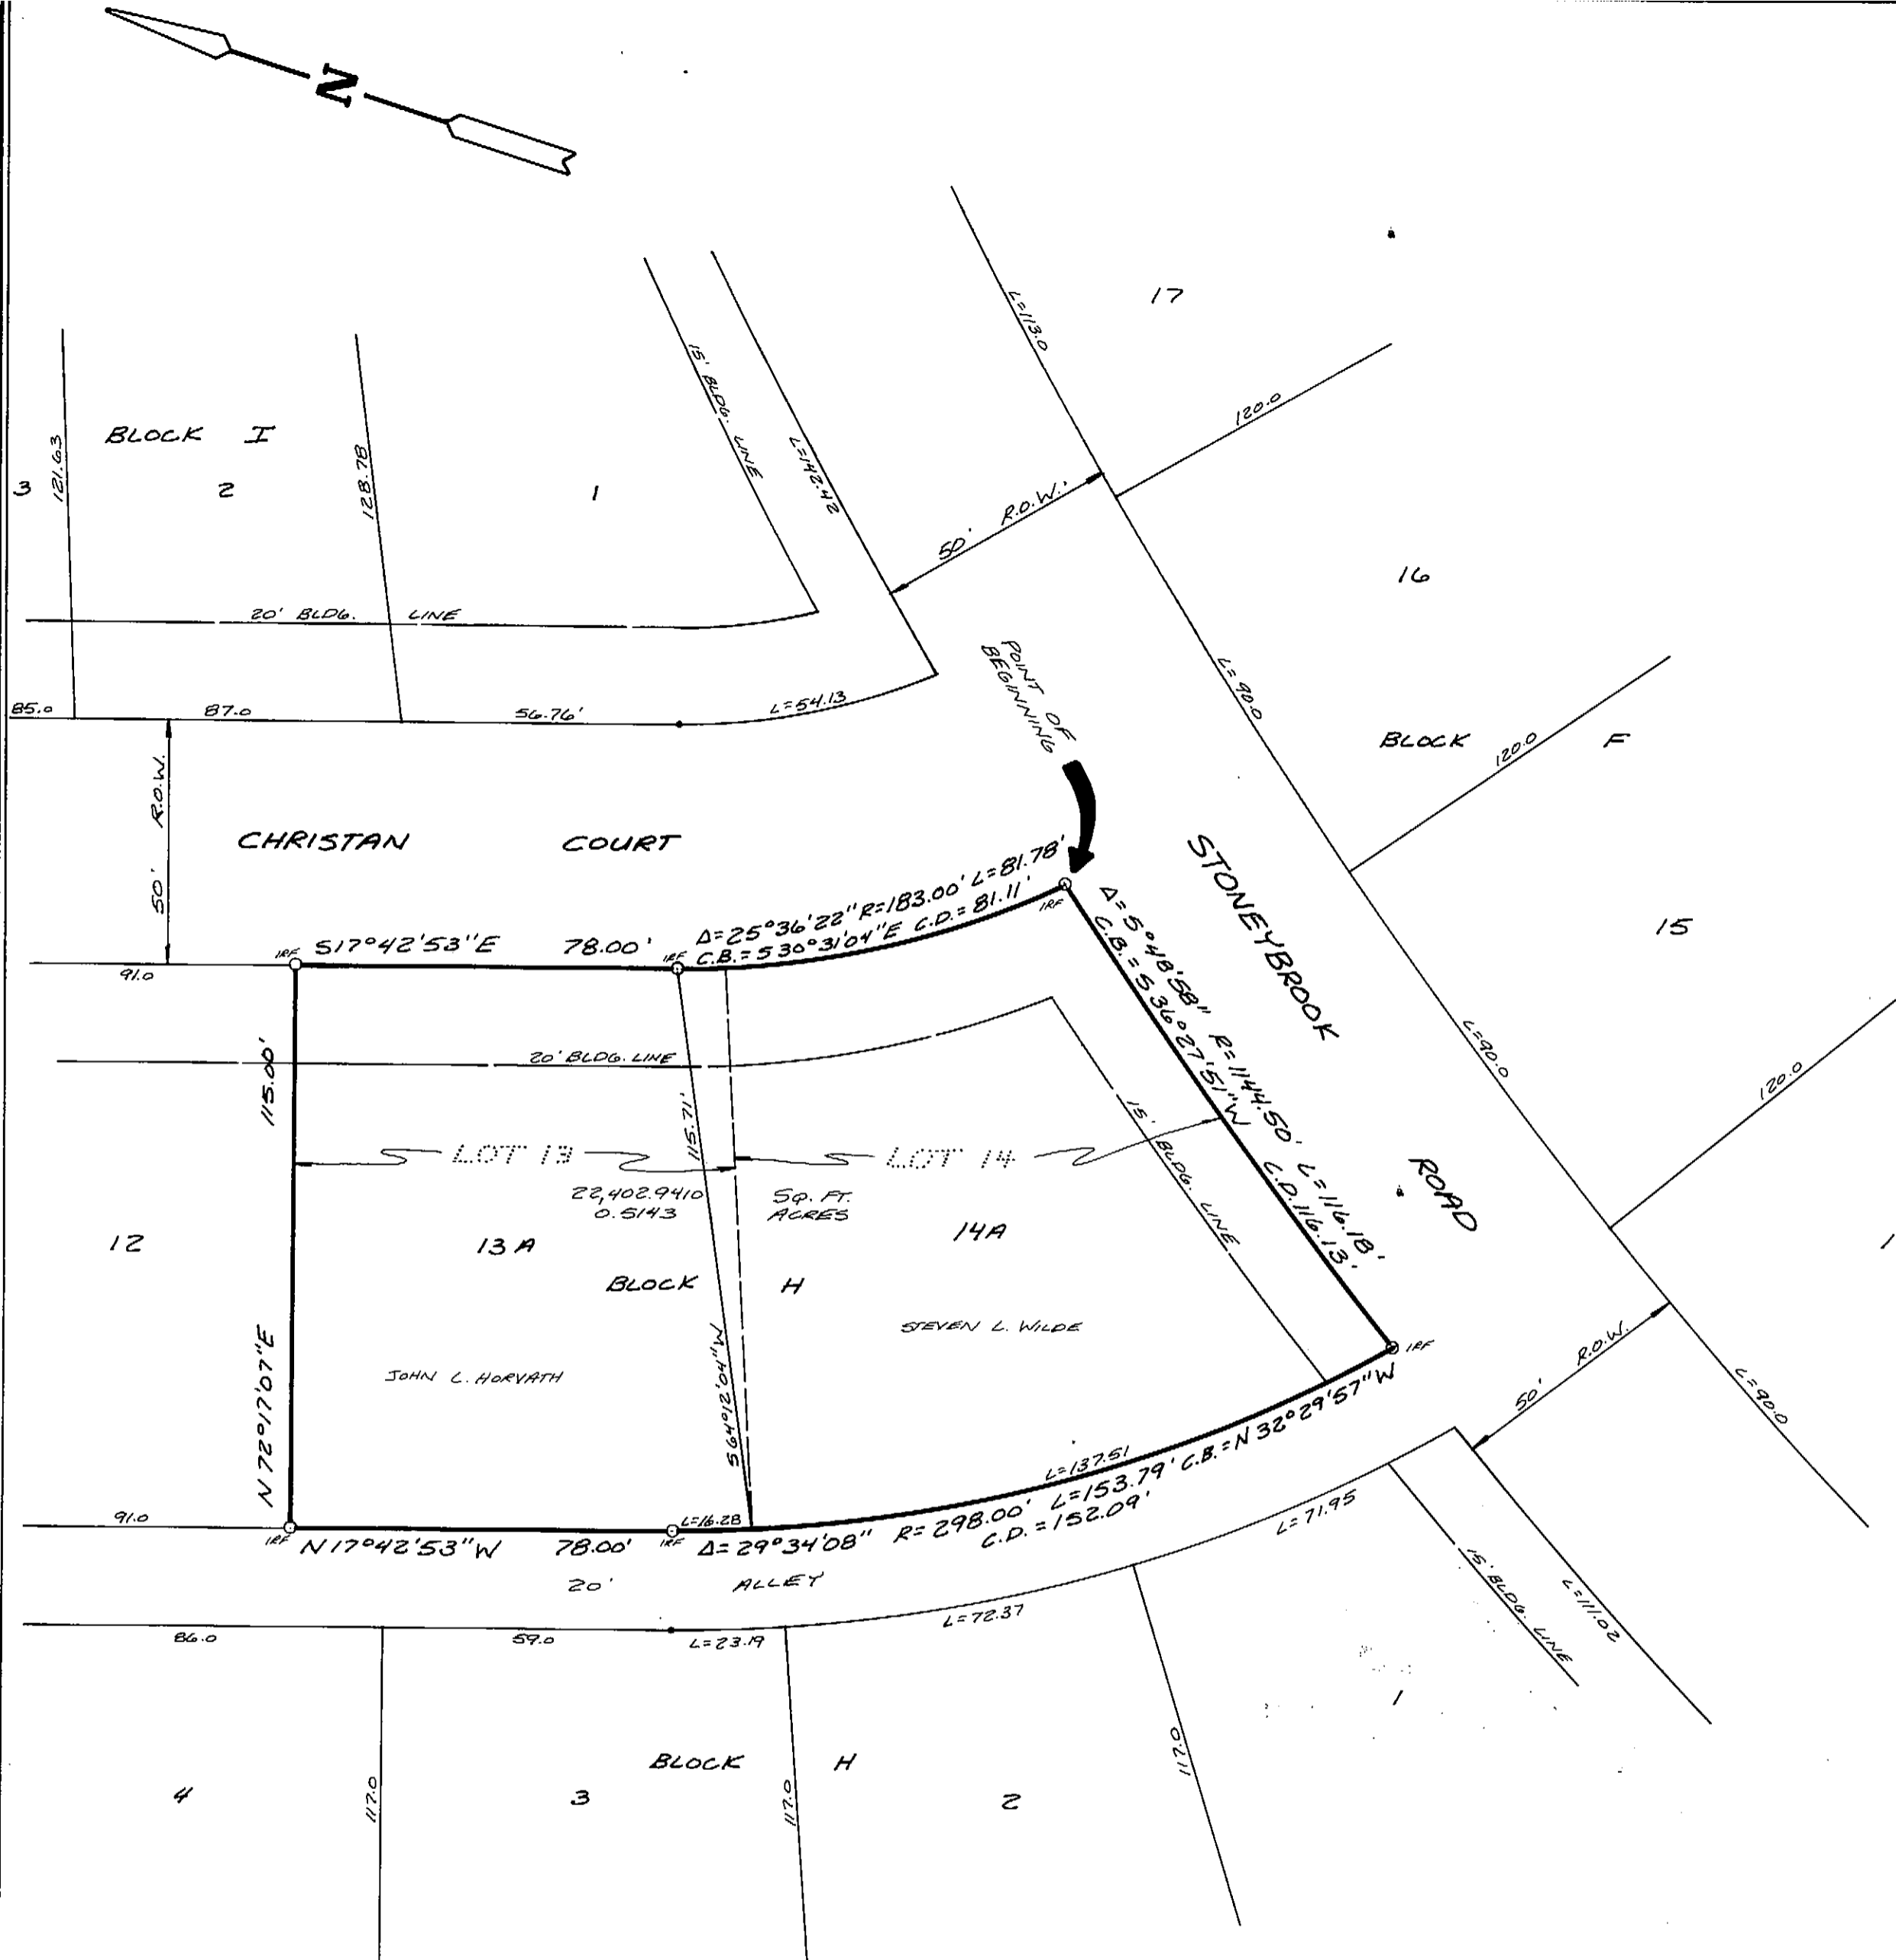 N
17
L=113.0
120.0
15' BLDG. LINE
L=142.42
BLOCK I
3
121.63
2
128.78
1
50' R.O.W.
16
20' BLDG. LINE
POINT OF
BEGINNING
L=90.0
85.0
87.0
56.76'
L=54.13
BLOCK F
120.0
50' R.O.W.
CHRISTAN COURT
STONEYBROOK ROAD
15
IRF
S17°42'53"E 78.00'
IRF
Δ=25°36'22" R=183.00' L=81.78'
C.B.=S30°31'04"E C.D.=81.11'
IRF
Δ=5°48'58" R=1144.50' L=116.18'
C.B.=S36°27'51"W C.D.116.13'
91.0
L=90.0
120.0
115.00'
20' BLDG. LINE
115.71'
15' BLDG. LINE
LOT 13
LOT 14
22,402.9410 SQ. FT.
0.5143 ACRES
12
13A
14A
1
BLOCK H
STEVEN L. WILDE
JOHN L. HORVATH
N72°17'07"E
S64°12'04"W
IRF
50' R.O.W.
L=90.0
91.0
IRF
N17°42'53"W 78.00'
IRF
L=16.28
L=137.51
Δ=29°34'08" R=298.00' L=153.79' C.B.=N32°29'57"W
C.D.=152.09'
20' ALLEY
L=71.95
15' BLDG. LINE
L=111.02
86.0
59.0
L=23.19
L=72.37
1
BLOCK H
4
117.0
3
117.0
2
117.0